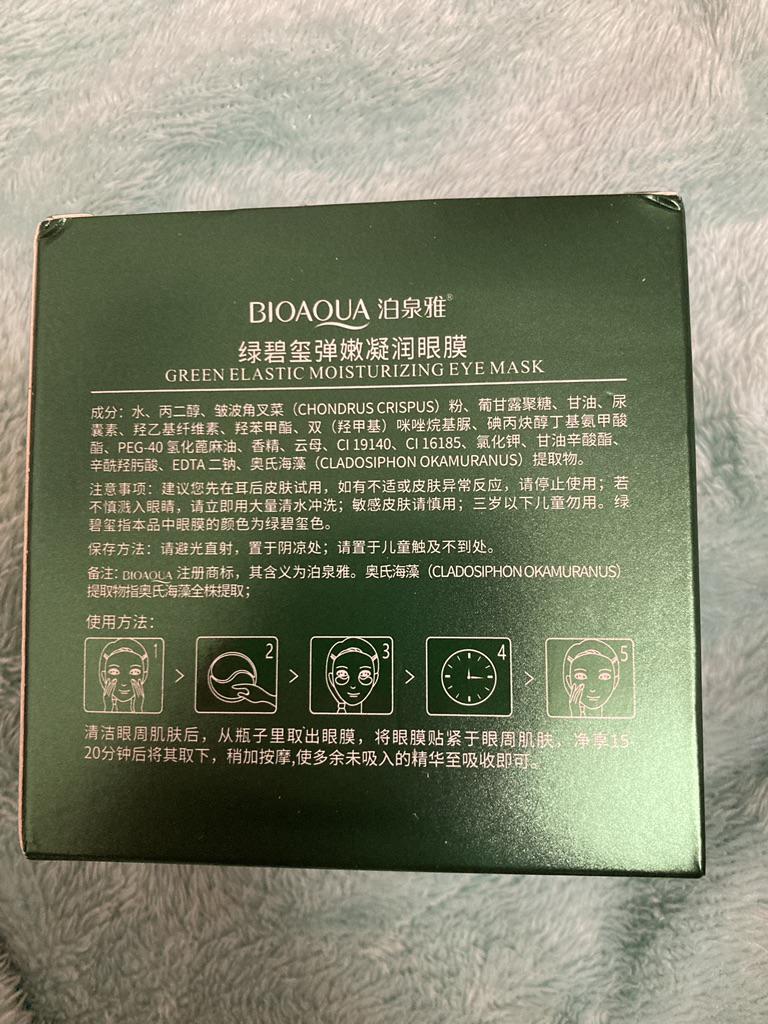 BIOAQUA 泊泉雅®
绿碧玺弹嫩凝润眼膜
GREEN ELASTIC MOISTURIZING EYE MASK
成分：水、丙二醇、皱波角叉菜（CHONDRUS CRISPUS）粉、葡甘露聚糖、甘油、尿
囊素、羟乙基纤维素、羟苯甲酯、双（羟甲基）咪唑烷基脲、碘丙炔醇丁基氨甲酸
酯、PEG-40 氢化蓖麻油、香精、云母、CI 19140、CI 16185、氯化钾、甘油辛酸酯、
辛酰羟肟酸、EDTA 二钠、奥氏海藻（CLADOSIPHON OKAMURANUS）提取物。
注意事项：建议您先在耳后皮肤试用，如有不适或皮肤异常反应，请停止使用；若
不慎溅入眼睛，请立即用大量清水冲洗；敏感皮肤请慎用；三岁以下儿童勿用。绿
碧玺指本品中眼膜的颜色为绿碧玺色。
保存方法：请避光直射，置于阴凉处；请置于儿童触及不到处。
备注：BIOAQUA 注册商标，其含义为泊泉雅。奥氏海藻（CLADOSIPHON OKAMURANUS）
提取物指奥氏海藻全株提取；
使用方法：
1 > 2 > 3 > 4 > 5
清洁眼周肌肤后，从瓶子里取出眼膜，将眼膜贴紧于眼周肌肤，净享15-
20分钟后将其取下，稍加按摩,使多余未吸入的精华至吸收即可。